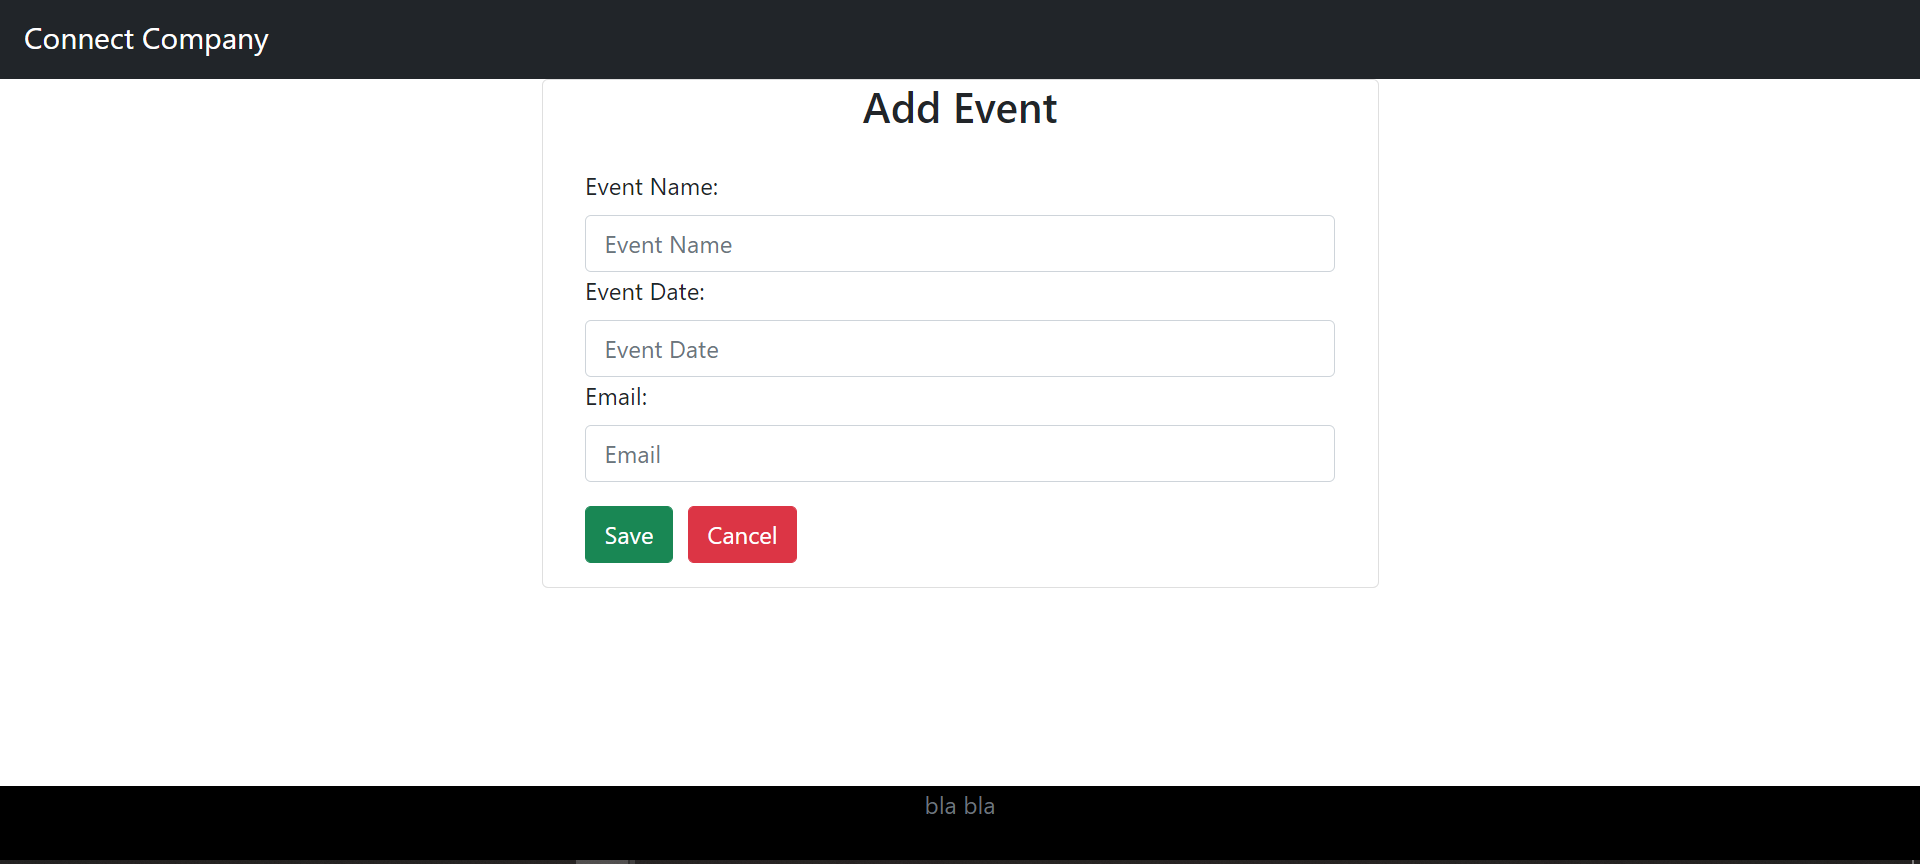 Connect Company
Add Event
Event Name:
Event Name
Event Date:
Event Date
Email:
Email
Save Cancel
bla bla